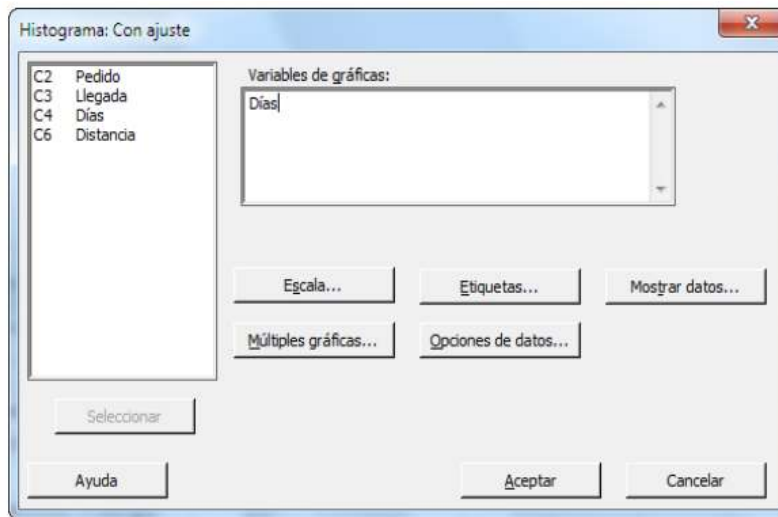 Histograma: Con ajuste
C2 Pedido
C3 Llegada
C4 Días
C6 Distancia
Variables de gráficas:
Días
Escala...
Etiquetas...
Mostrar datos...
Múltiples gráficas...
Opciones de datos...
Seleccionar
Ayuda
Aceptar
Cancelar